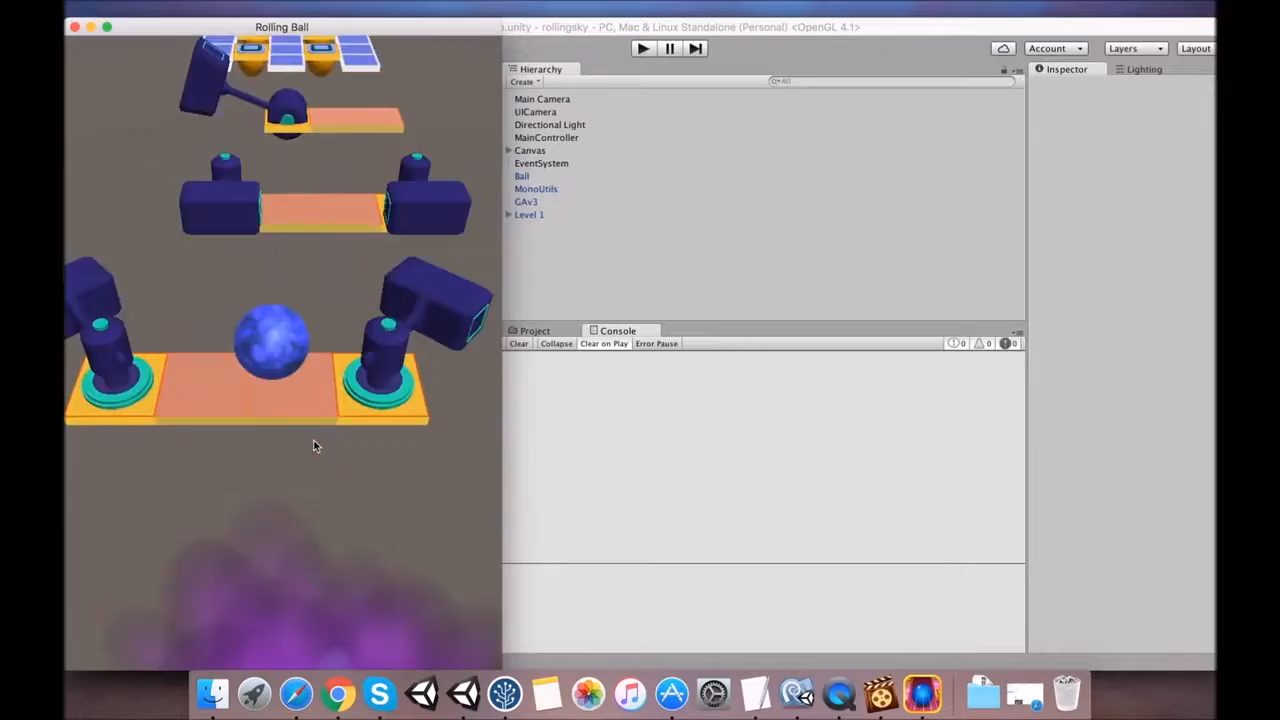 Rolling Ball
.unity - rollingsky - PC, Mac & Linux Standalone (Personal) <OpenGL 4.1>
Account
Layers
Layout
Hierarchy
Inspector
Lighting
Create
All
Main Camera
UICamera
Directional Light
MainController
Canvas
EventSystem
Ball
MonoUtils
GAv3
Level 1
Project
Console
Clear
Collapse
Clear on Play
Error Pause
0
0
0